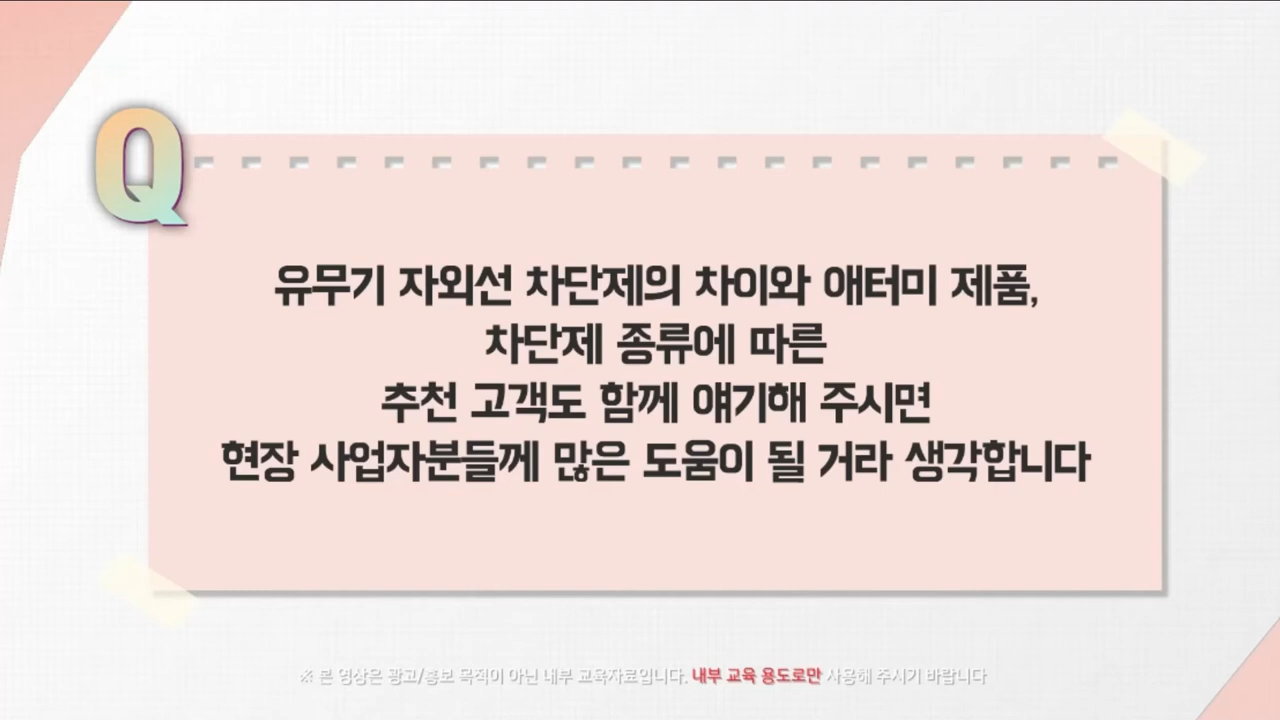 Q
유무기 자외선 차단제의 차이와 애터미 제품,
차단제 종류에 따른
추천 고객도 함께 얘기해 주시면
현장 사업자분들께 많은 도움이 될 거라 생각합니다
※ 본 영상은 광고/홍보 목적이 아닌 내부 교육자료입니다. 내부 교육 용도로만 사용해 주시기 바랍니다